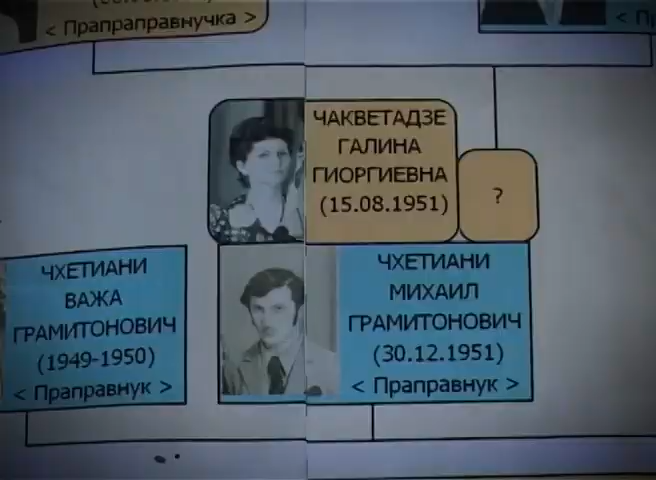 < Прапраправнучка >
ЧАКВЕТАДЗЕ
ГАЛИНА
ГИОРГИЕВНА
(15.08.1951)
?
ЧХЕТИАНИ
ВАЖА
ГРАМИТОНОВИЧ
(1949-1950)
< Праправнук >
ЧХЕТИАНИ
МИХАИЛ
ГРАМИТОНОВИЧ
(30.12.1951)
< Праправнук >